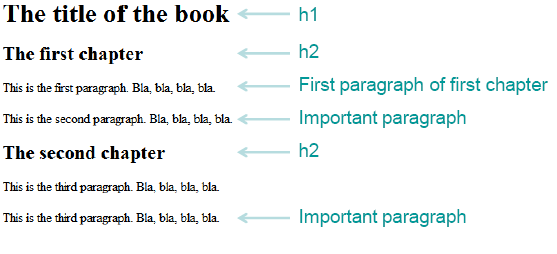 The title of the book h1
The first chapter h2
This is the first paragraph. Bla, bla, bla, bla. First paragraph of first chapter
This is the second paragraph. Bla, bla, bla, bla. Important paragraph
The second chapter h2
This is the third paragraph. Bla, bla, bla, bla.
This is the third paragraph. Bla, bla, bla, bla. Important paragraph